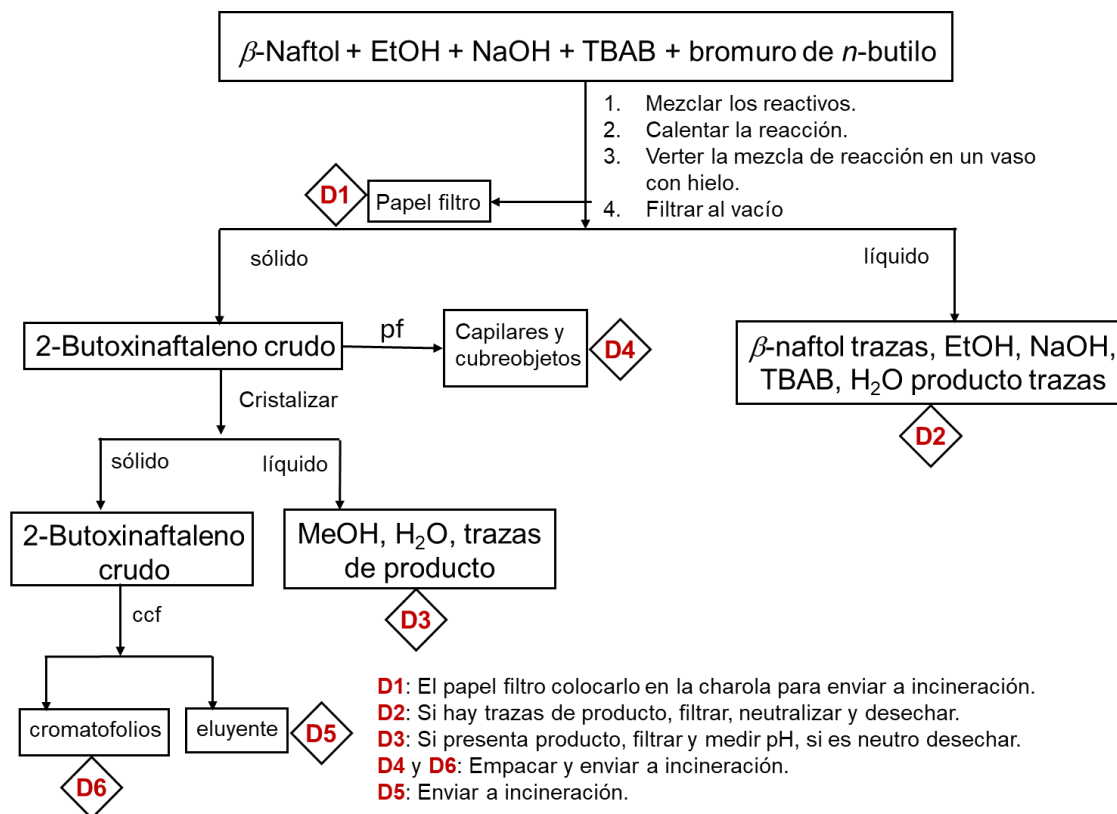 β-Naftol + EtOH + NaOH + TBAB + bromuro de n-butilo
1. Mezclar los reactivos.
2. Calentar la reacción.
3. Verter la mezcla de reacción en un vaso
con hielo.
4. Filtrar al vacío
D1
Papel filtro
sólido
líquido
2-Butoxinaftaleno crudo
pf
Capilares y
cubreobjetos
D4
β-naftol trazas, EtOH, NaOH,
TBAB, H₂O producto trazas
D2
Cristalizar
sólido
líquido
2-Butoxinaftaleno
crudo
MeOH, H₂O, trazas
de producto
D3
ccf
cromatofolios
D6
eluyente
D5
D1: El papel filtro colocarlo en la charola para enviar a incineración.
D2: Si hay trazas de producto, filtrar, neutralizar y desechar.
D3: Si presenta producto, filtrar y medir pH, si es neutro desechar.
D4 y D6: Empacar y enviar a incineración.
D5: Enviar a incineración.